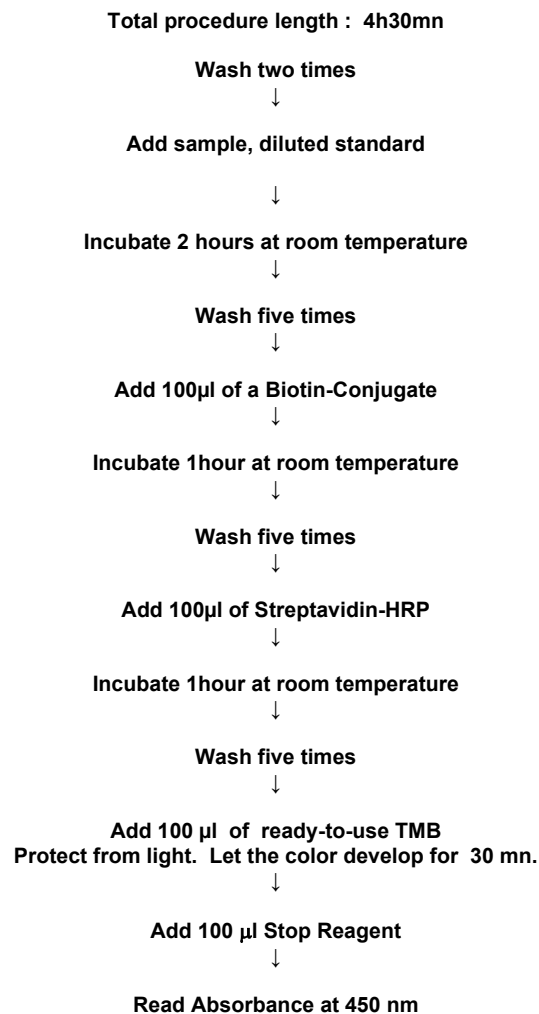 Total procedure length :  4h30mn
Wash two times
↓
Add sample, diluted standard
↓
Incubate 2 hours at room temperature
↓
Wash five times
↓
Add 100µl of a Biotin-Conjugate
↓
Incubate 1hour at room temperature
↓
Wash five times
↓
Add 100µl of Streptavidin-HRP
↓
Incubate 1hour at room temperature
↓
Wash five times
↓
Add 100 µl  of  ready-to-use TMB
Protect from light.  Let the color develop for  30 mn.
↓
Add 100 µl Stop Reagent
↓
Read Absorbance at 450 nm